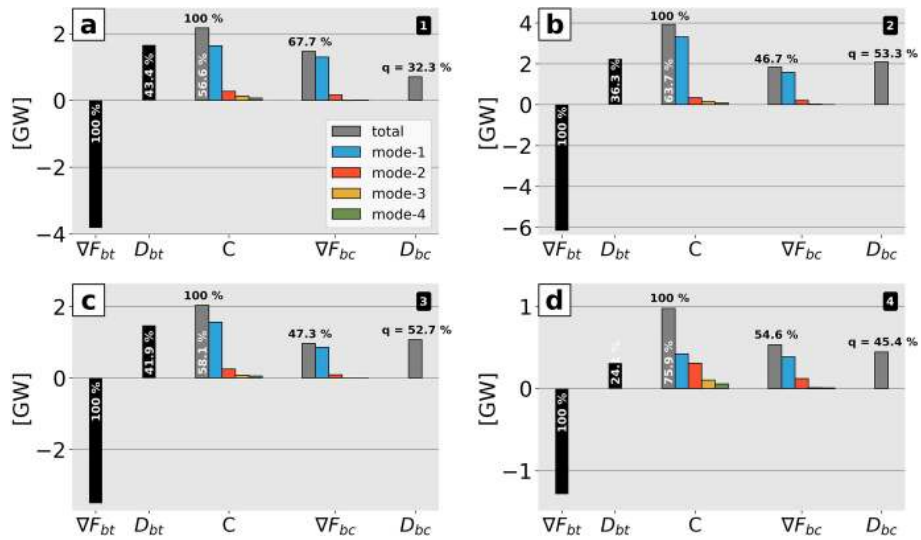 a
1
[GW]
2
0
−2
−4
100 %
43.4 %
100 %
56.6 %
67.7 %
q = 32.3 %
total
mode-1
mode-2
mode-3
mode-4
∇F_bt
D_bt
C
∇F_bc
D_bc
b
2
[GW]
4
2
0
−2
−4
−6
100 %
36.3 %
100 %
63.7 %
46.7 %
q = 53.3 %
∇F_bt
D_bt
C
∇F_bc
D_bc
c
3
[GW]
2
0
−2
100 %
41.9 %
100 %
58.1 %
47.3 %
q = 52.7 %
∇F_bt
D_bt
C
∇F_bc
D_bc
d
4
[GW]
1
0
−1
100 %
24.
100 %
75.9 %
54.6 %
q = 45.4 %
∇F_bt
D_bt
C
∇F_bc
D_bc